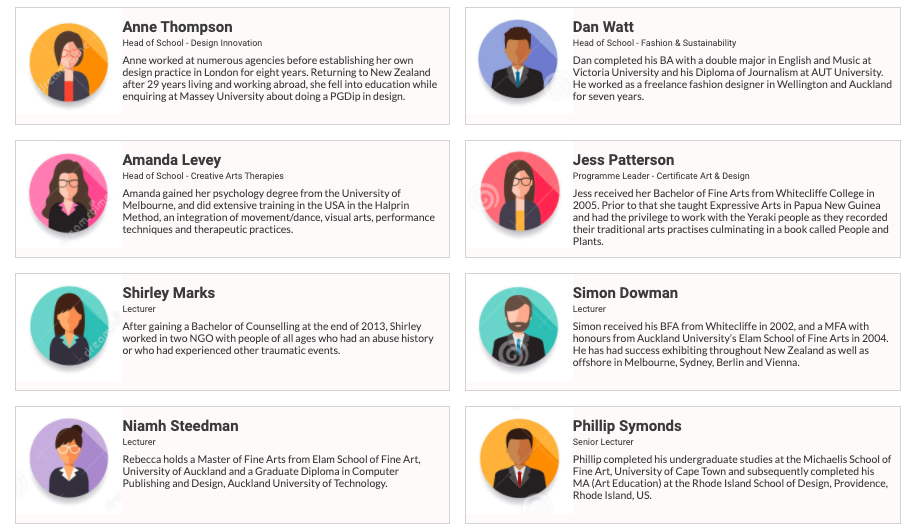 Anne Thompson
Head of School - Design Innovation
Anne worked at numerous agencies before establishing her own
design practice in London for eight years. Returning to New Zealand
after 29 years living and working abroad, she fell into education while
enquiring at Massey University about doing a PGDip in design.
Dan Watt
Head of School - Fashion & Sustainability
Dan completed his BA with a double major in English and Music at
Victoria University and his Diploma of Journalism at AUT University.
He worked as a freelance fashion designer in Wellington and Auckland
for seven years.
Amanda Levey
Head of School - Creative Arts Therapies
Amanda gained her psychology degree from the University of
Melbourne, and did extensive training in the USA in the Halprin
Method, an integration of movement/dance, visual arts, performance
techniques and therapeutic practices.
Jess Patterson
Programme Leader - Certificate Art & Design
Jess received her Bachelor of Fine Arts from Whitecliffe College in
2005. Prior to that she taught Expressive Arts in Papua New Guinea
and had the privilege to work with the Yeraki people as they recorded
their traditional arts practises culminating in a book called People and
Plants.
Shirley Marks
Lecturer
After gaining a Bachelor of Counselling at the end of 2013, Shirley
worked in two NGO with people of all ages who had an abuse history
or who had experienced other traumatic events.
Simon Dowman
Lecturer
Simon received his BFA from Whitecliffe in 2002, and a MFA with
honours from Auckland University's Elam School of Fine Arts in 2004.
He has had success exhibiting throughout New Zealand as well as
offshore in Melbourne, Sydney, Berlin and Vienna.
Niamh Steedman
Lecturer
Rebecca holds a Master of Fine Arts from Elam School of Fine Art,
University of Auckland and a Graduate Diploma in Computer
Publishing and Design, Auckland University of Technology.
Phillip Symonds
Senior Lecturer
Phillip completed his undergraduate studies at the Michaelis School of
Fine Art, University of Cape Town and subsequently completed his
MA (Art Education) at the Rhode Island School of Design, Providence,
Rhode Island, US.